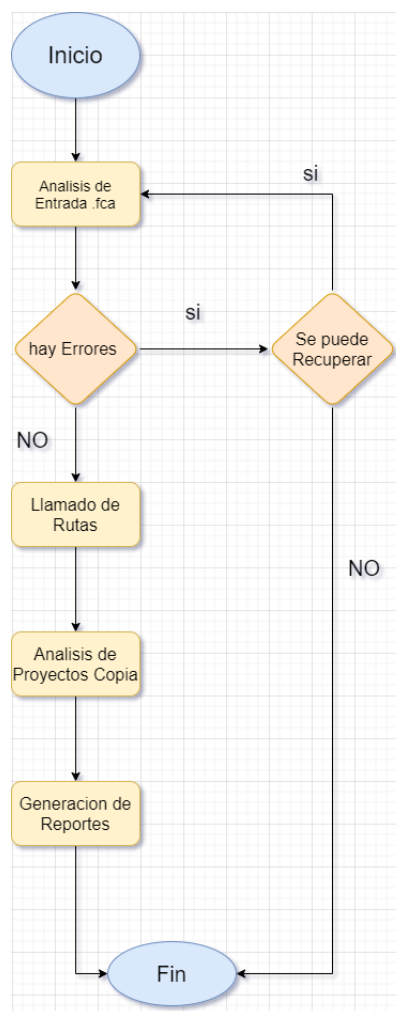 Inicio
si
Analisis de
Entrada .fca
si
hay Errores
Se puede
Recuperar
NO
Llamado de
Rutas
NO
Analisis de
Proyectos Copia
Generacion de
Reportes
Fin